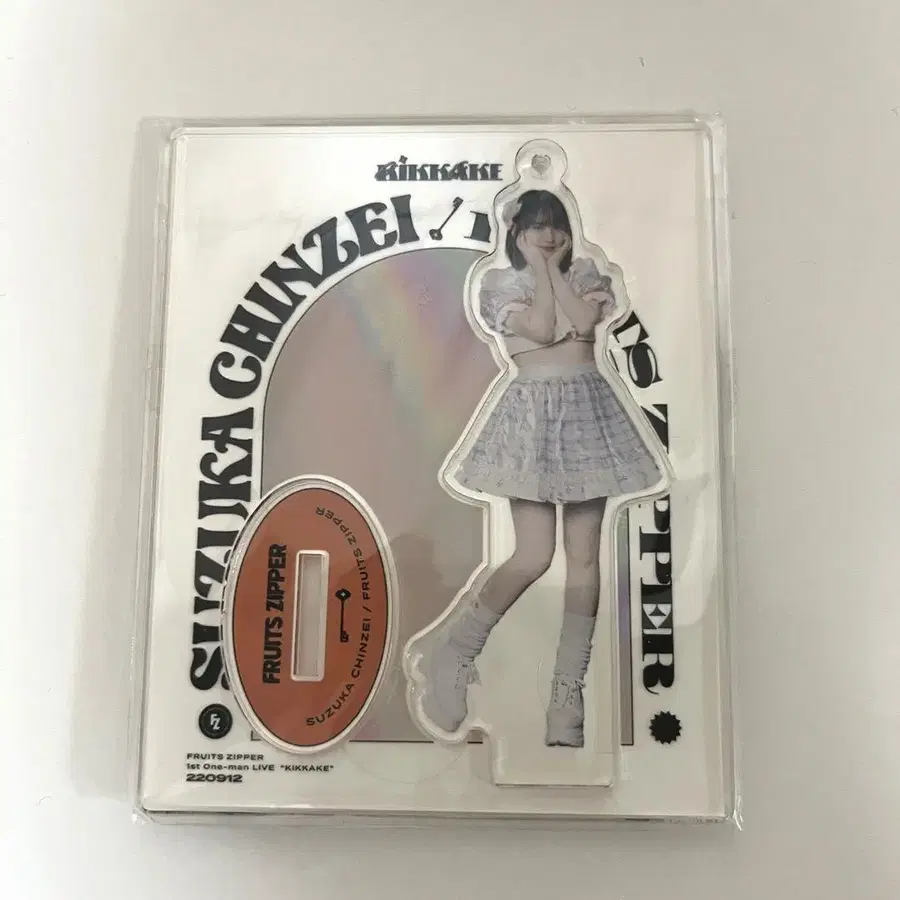 KIKKAKE
SUZUKA CHINZEI /
TS ZIPPER
FRUITS ZIPPER
SUZUKA CHINZEI / FRUITS ZIPPER
FZ
FRUITS ZIPPER
1st One-man LIVE "KIKKAKE"
220912